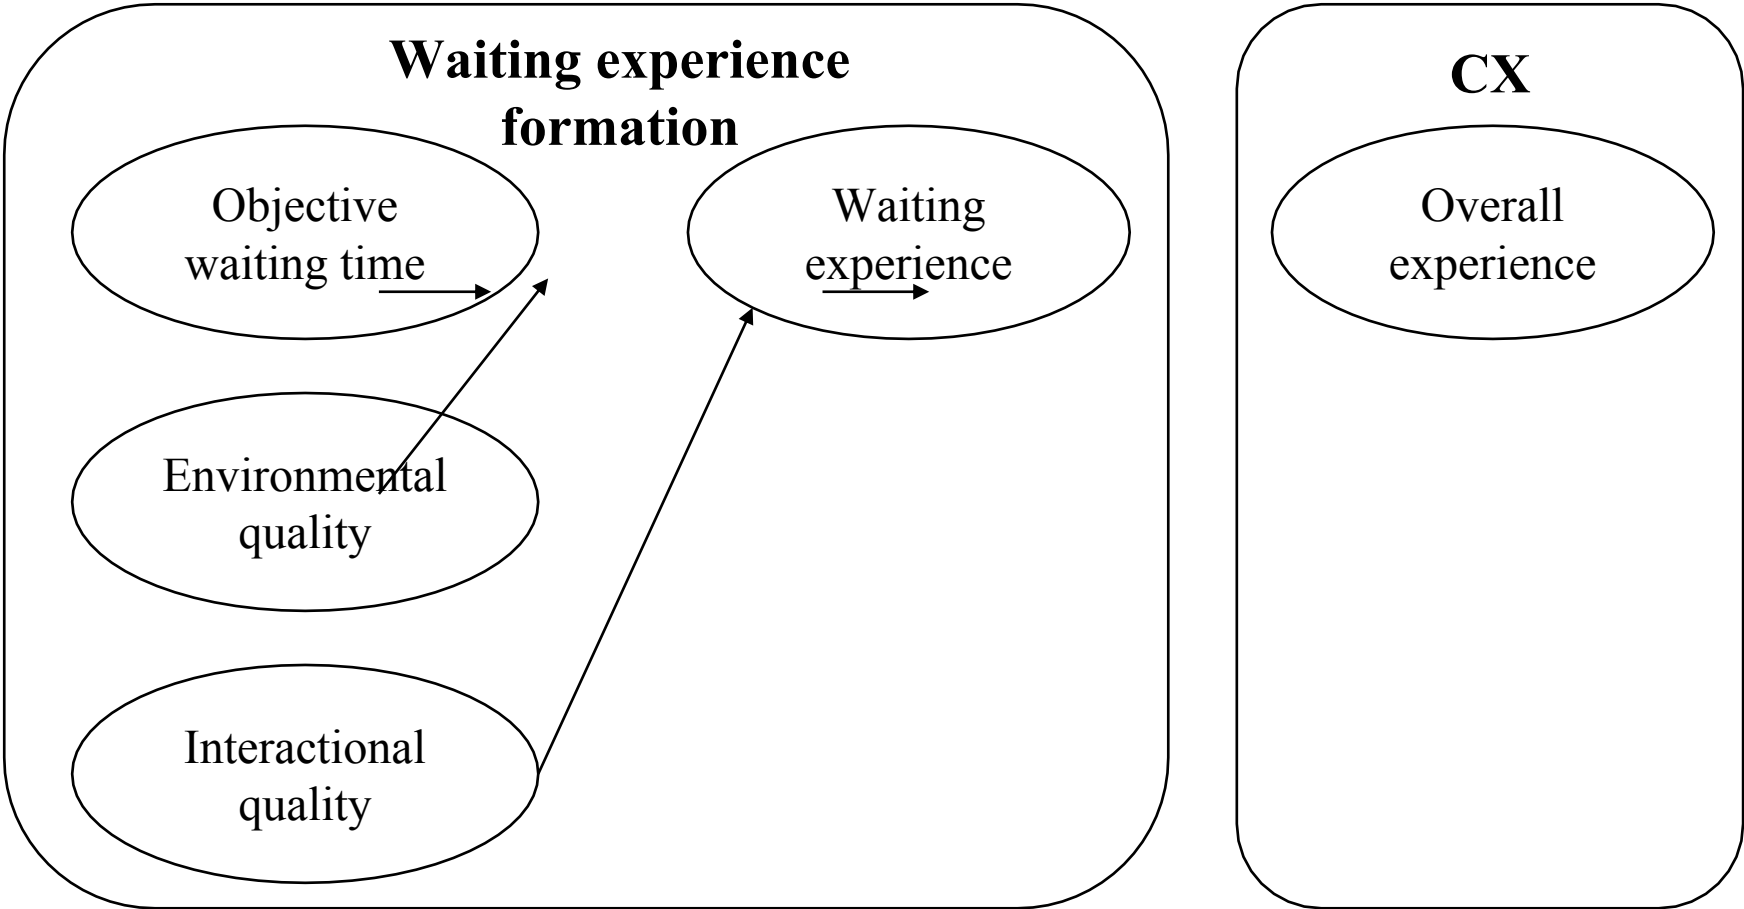 Waiting experience
formation
Objective
waiting time
Waiting
experience
Environmental
quality
Interactional
quality
CX
Overall
experience